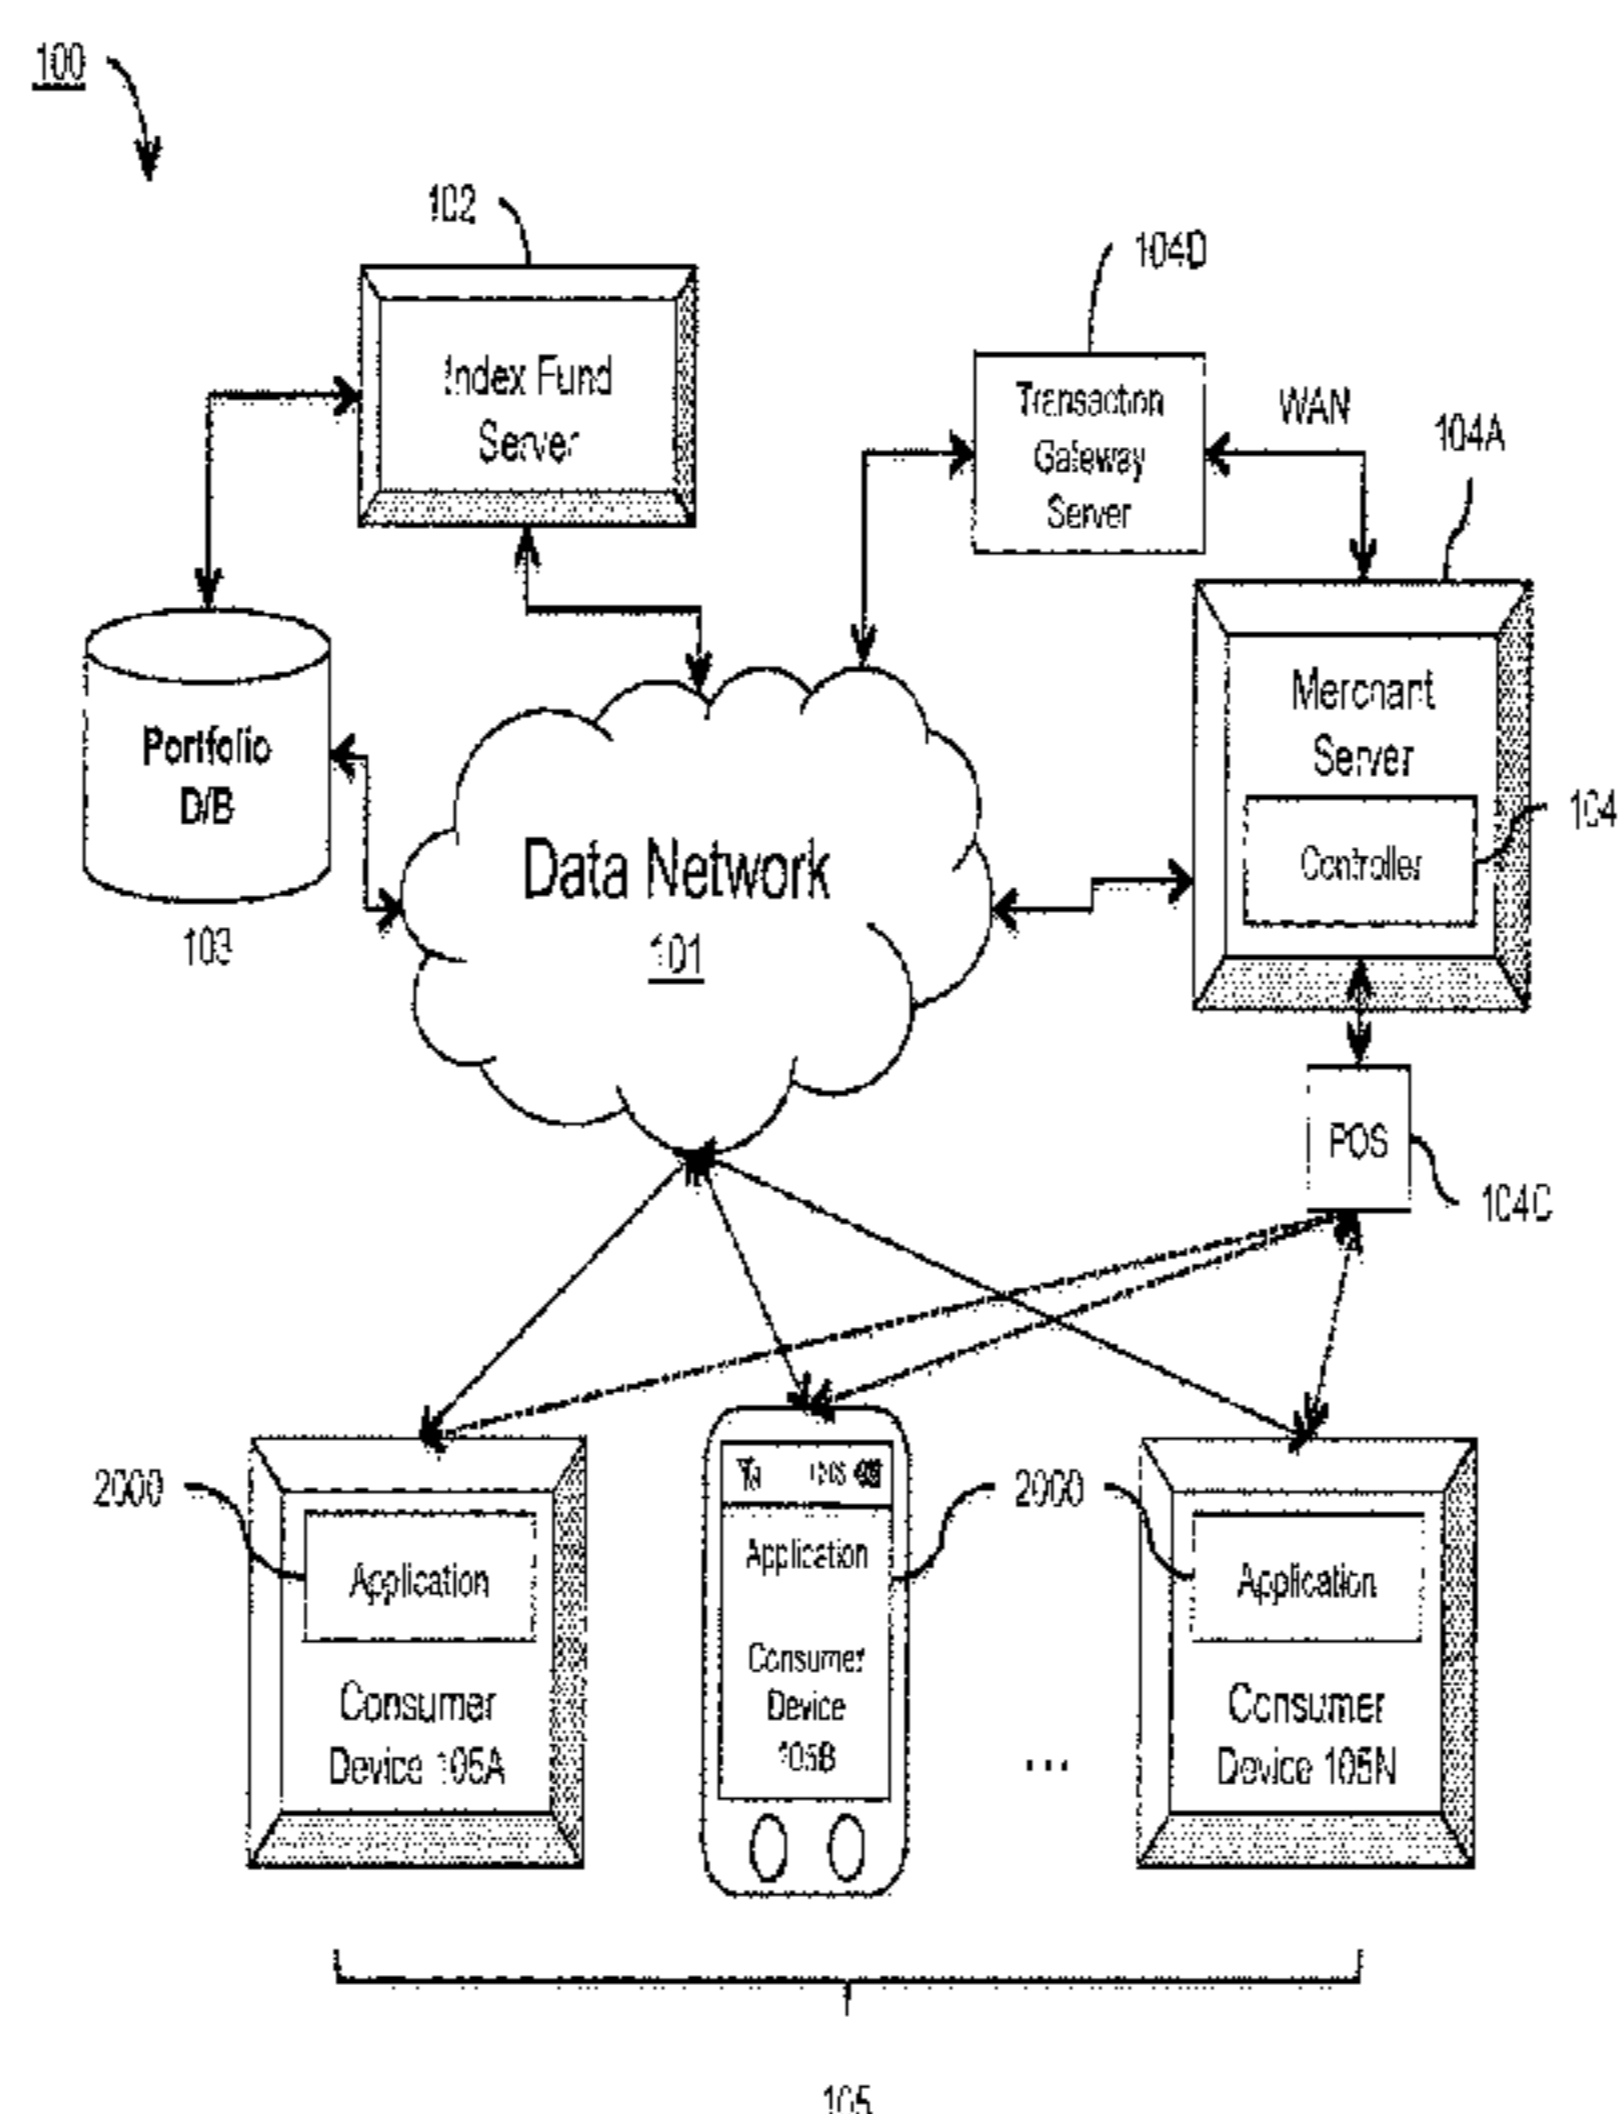 100
102
104D
Index Fund
Server
Transaction
Gateway
Server
WAN
104A
Portfolio
D/B
103
Data Network
101
Merchant
Server
Controller
104
POS
104C
2000
Application
Consumer
Device 105A
Application
Consumer
Device
105B
2000
...
Application
Consumer
Device 105N
105